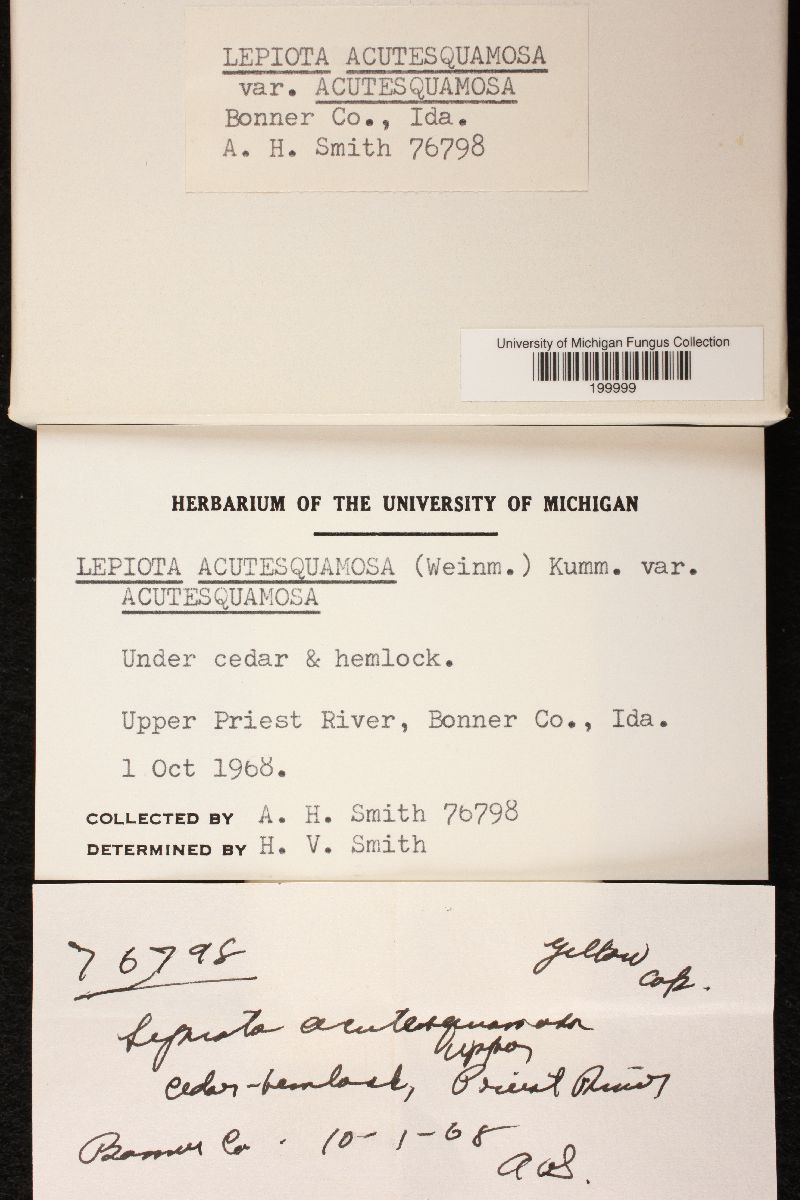 LEPIOTA ACUTESQUAMOSA
var. ACUTESQUAMOSA
Bonner Co., Ida.
A. H. Smith 76798
University of Michigan Fungus Collection
199999
HERBARIUM OF THE UNIVERSITY OF MICHIGAN
LEPIOTA ACUTESQUAMOSA (Weinm.) Kumm. var.
ACUTESQUAMOSA
Under cedar & hemlock.
Upper Priest River, Bonner Co., Ida.
1 Oct 1968.
COLLECTED BY A. H. Smith 76798
DETERMINED BY H. V. Smith
76798
Yellow
cop.
Lepiota acutesquamosa
upper
cedar-hemlock, Priest River
Bonner Co. 10-1-68
AHS.